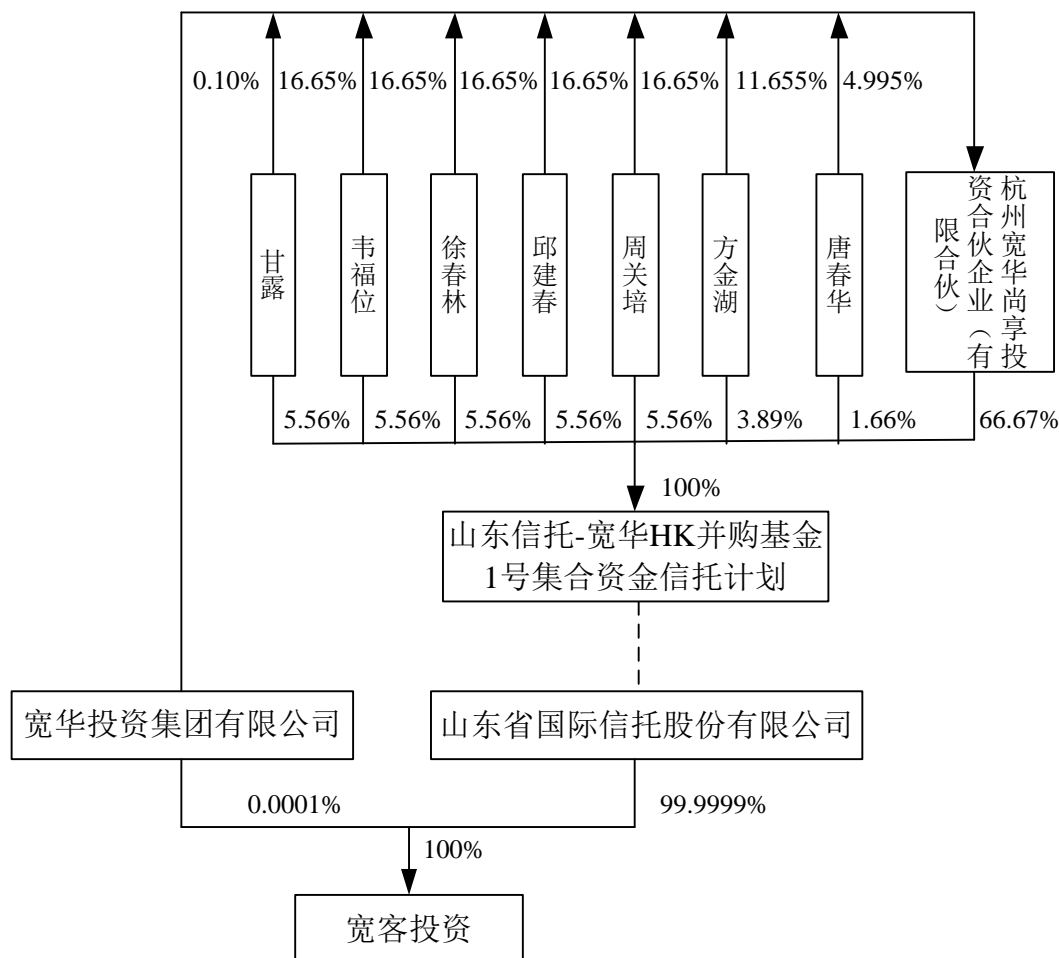 0.10% 16.65% 16.65% 16.65% 16.65% 16.65% 11.655% 4.995%
甘露
韦福位
徐春林
邱建春
周关培
方金湖
唐春华
杭州宽华尚享投
资合伙企业（有
限合伙）
5.56% 5.56% 5.56% 5.56% 5.56% 3.89% 1.66% 66.67%
100%
山东信托-宽华HK并购基金
1号集合资金信托计划
宽华投资集团有限公司
山东省国际信托股份有限公司
0.0001% 99.9999%
100%
宽客投资